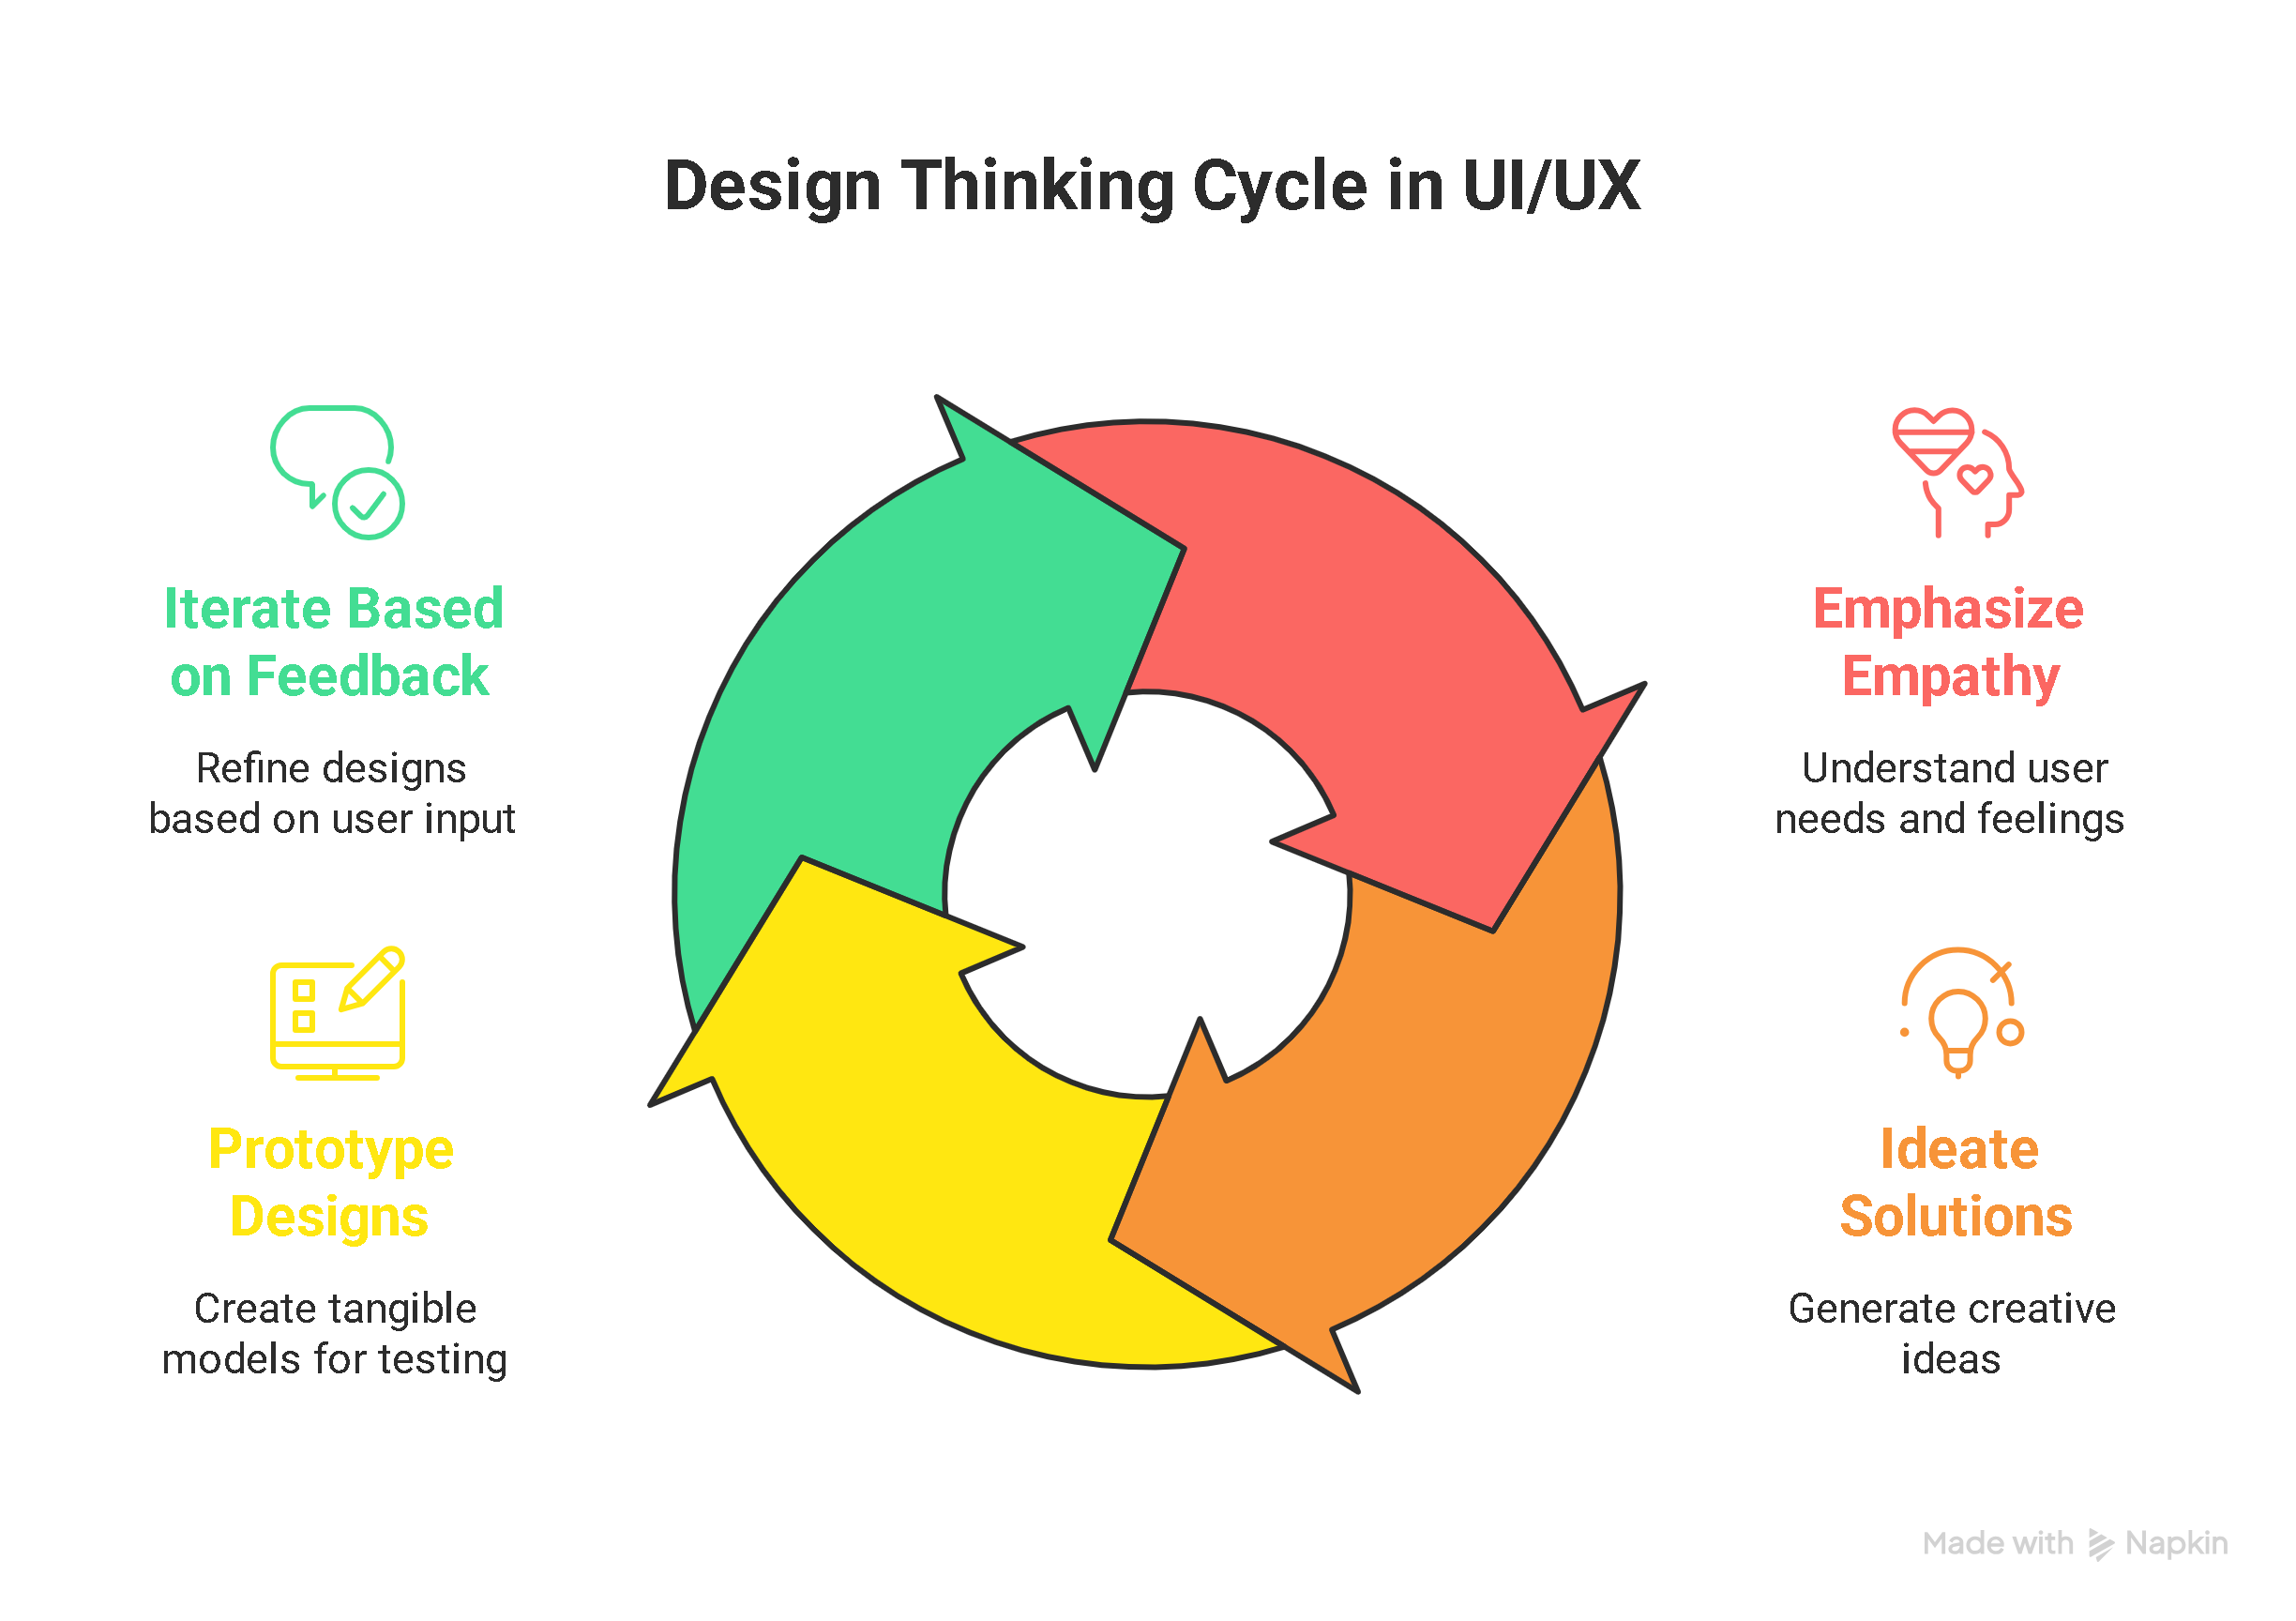 Design Thinking Cycle in UI/UX
Iterate Based
on Feedback
Refine designs
based on user input
Emphasize
Empathy
Understand user
needs and feelings
Prototype
Designs
Create tangible
models for testing
Ideate
Solutions
Generate creative
ideas
Made with Napkin